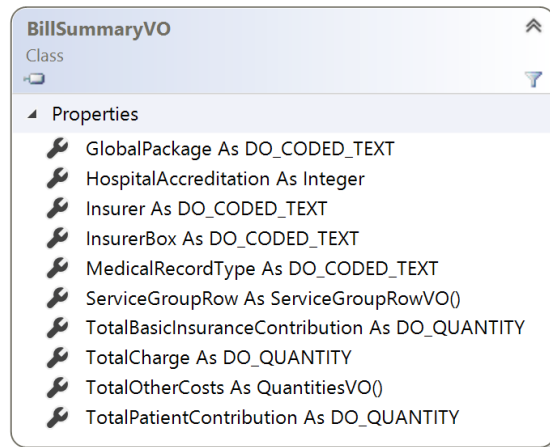 BillSummaryVO
Class
Properties
GlobalPackage As DO_CODED_TEXT
HospitalAccreditation As Integer
Insurer As DO_CODED_TEXT
InsurerBox As DO_CODED_TEXT
MedicalRecordType As DO_CODED_TEXT
ServiceGroupRow As ServiceGroupRowVO()
TotalBasicInsuranceContribution As DO_QUANTITY
TotalCharge As DO_QUANTITY
TotalOtherCosts As QuantitiesVO()
TotalPatientContribution As DO_QUANTITY